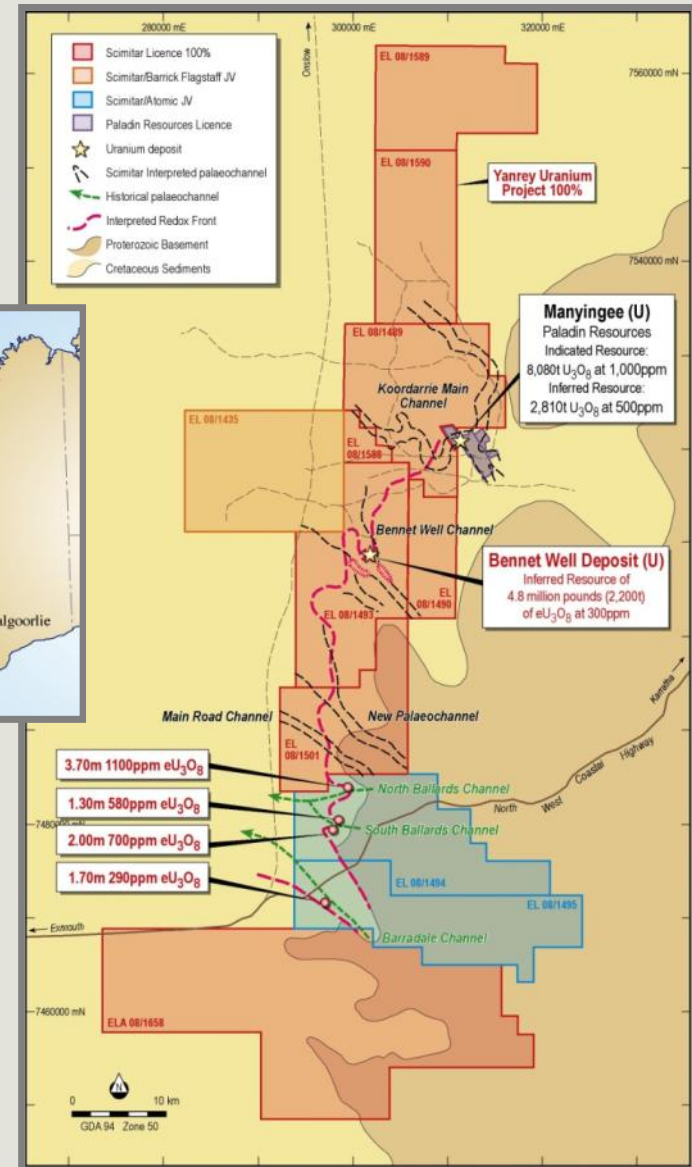 280000 mE
300000 mE
320000 mE
Onslow
Scimitar Licence 100%
Scimitar/Barrick Flagstaff JV
Scimitar/Atomic JV
Paladin Resources Licence
Uranium deposit
Scimitar Interpreted palaeochannel
Historical palaeochannel
Interpreted Redox Front
Proterozoic Basement
Cretaceous Sediments
EL 08/1589
7560000 mN
EL 08/1590
Yanrey Uranium
Project 100%
7540000 mN
EL 08/1489
Manyingee (U)
Paladin Resources
Indicated Resource:
8,080t U₃O₈ at 1,000ppm
Inferred Resource:
2,810t U₃O₈ at 500ppm
Koordarrie Main
Channel
EL 08/1435
EL
08/1588
Bennet Well Channel
Bennet Well Deposit (U)
Inferred Resource of
4.8 million pounds (2,200t)
of eU₃O₈ at 300ppm
EL
08/1490
EL 08/1493
algoorlie
Main Road Channel
New Palaeochannel
EL
08/1501
Karratha
North West Coastal Highway
3.70m 1100ppm eU₃O₈
North Ballards Channel
1.30m 580ppm eU₃O₈
7480000 mN
South Ballards Channel
2.00m 700ppm eU₃O₈
1.70m 290ppm eU₃O₈
EL 08/1494
EL 08/1495
Exmouth
Barradale Channel
7460000 mN
ELA 08/1658
N
0 10 km
GDA 94 Zone 50